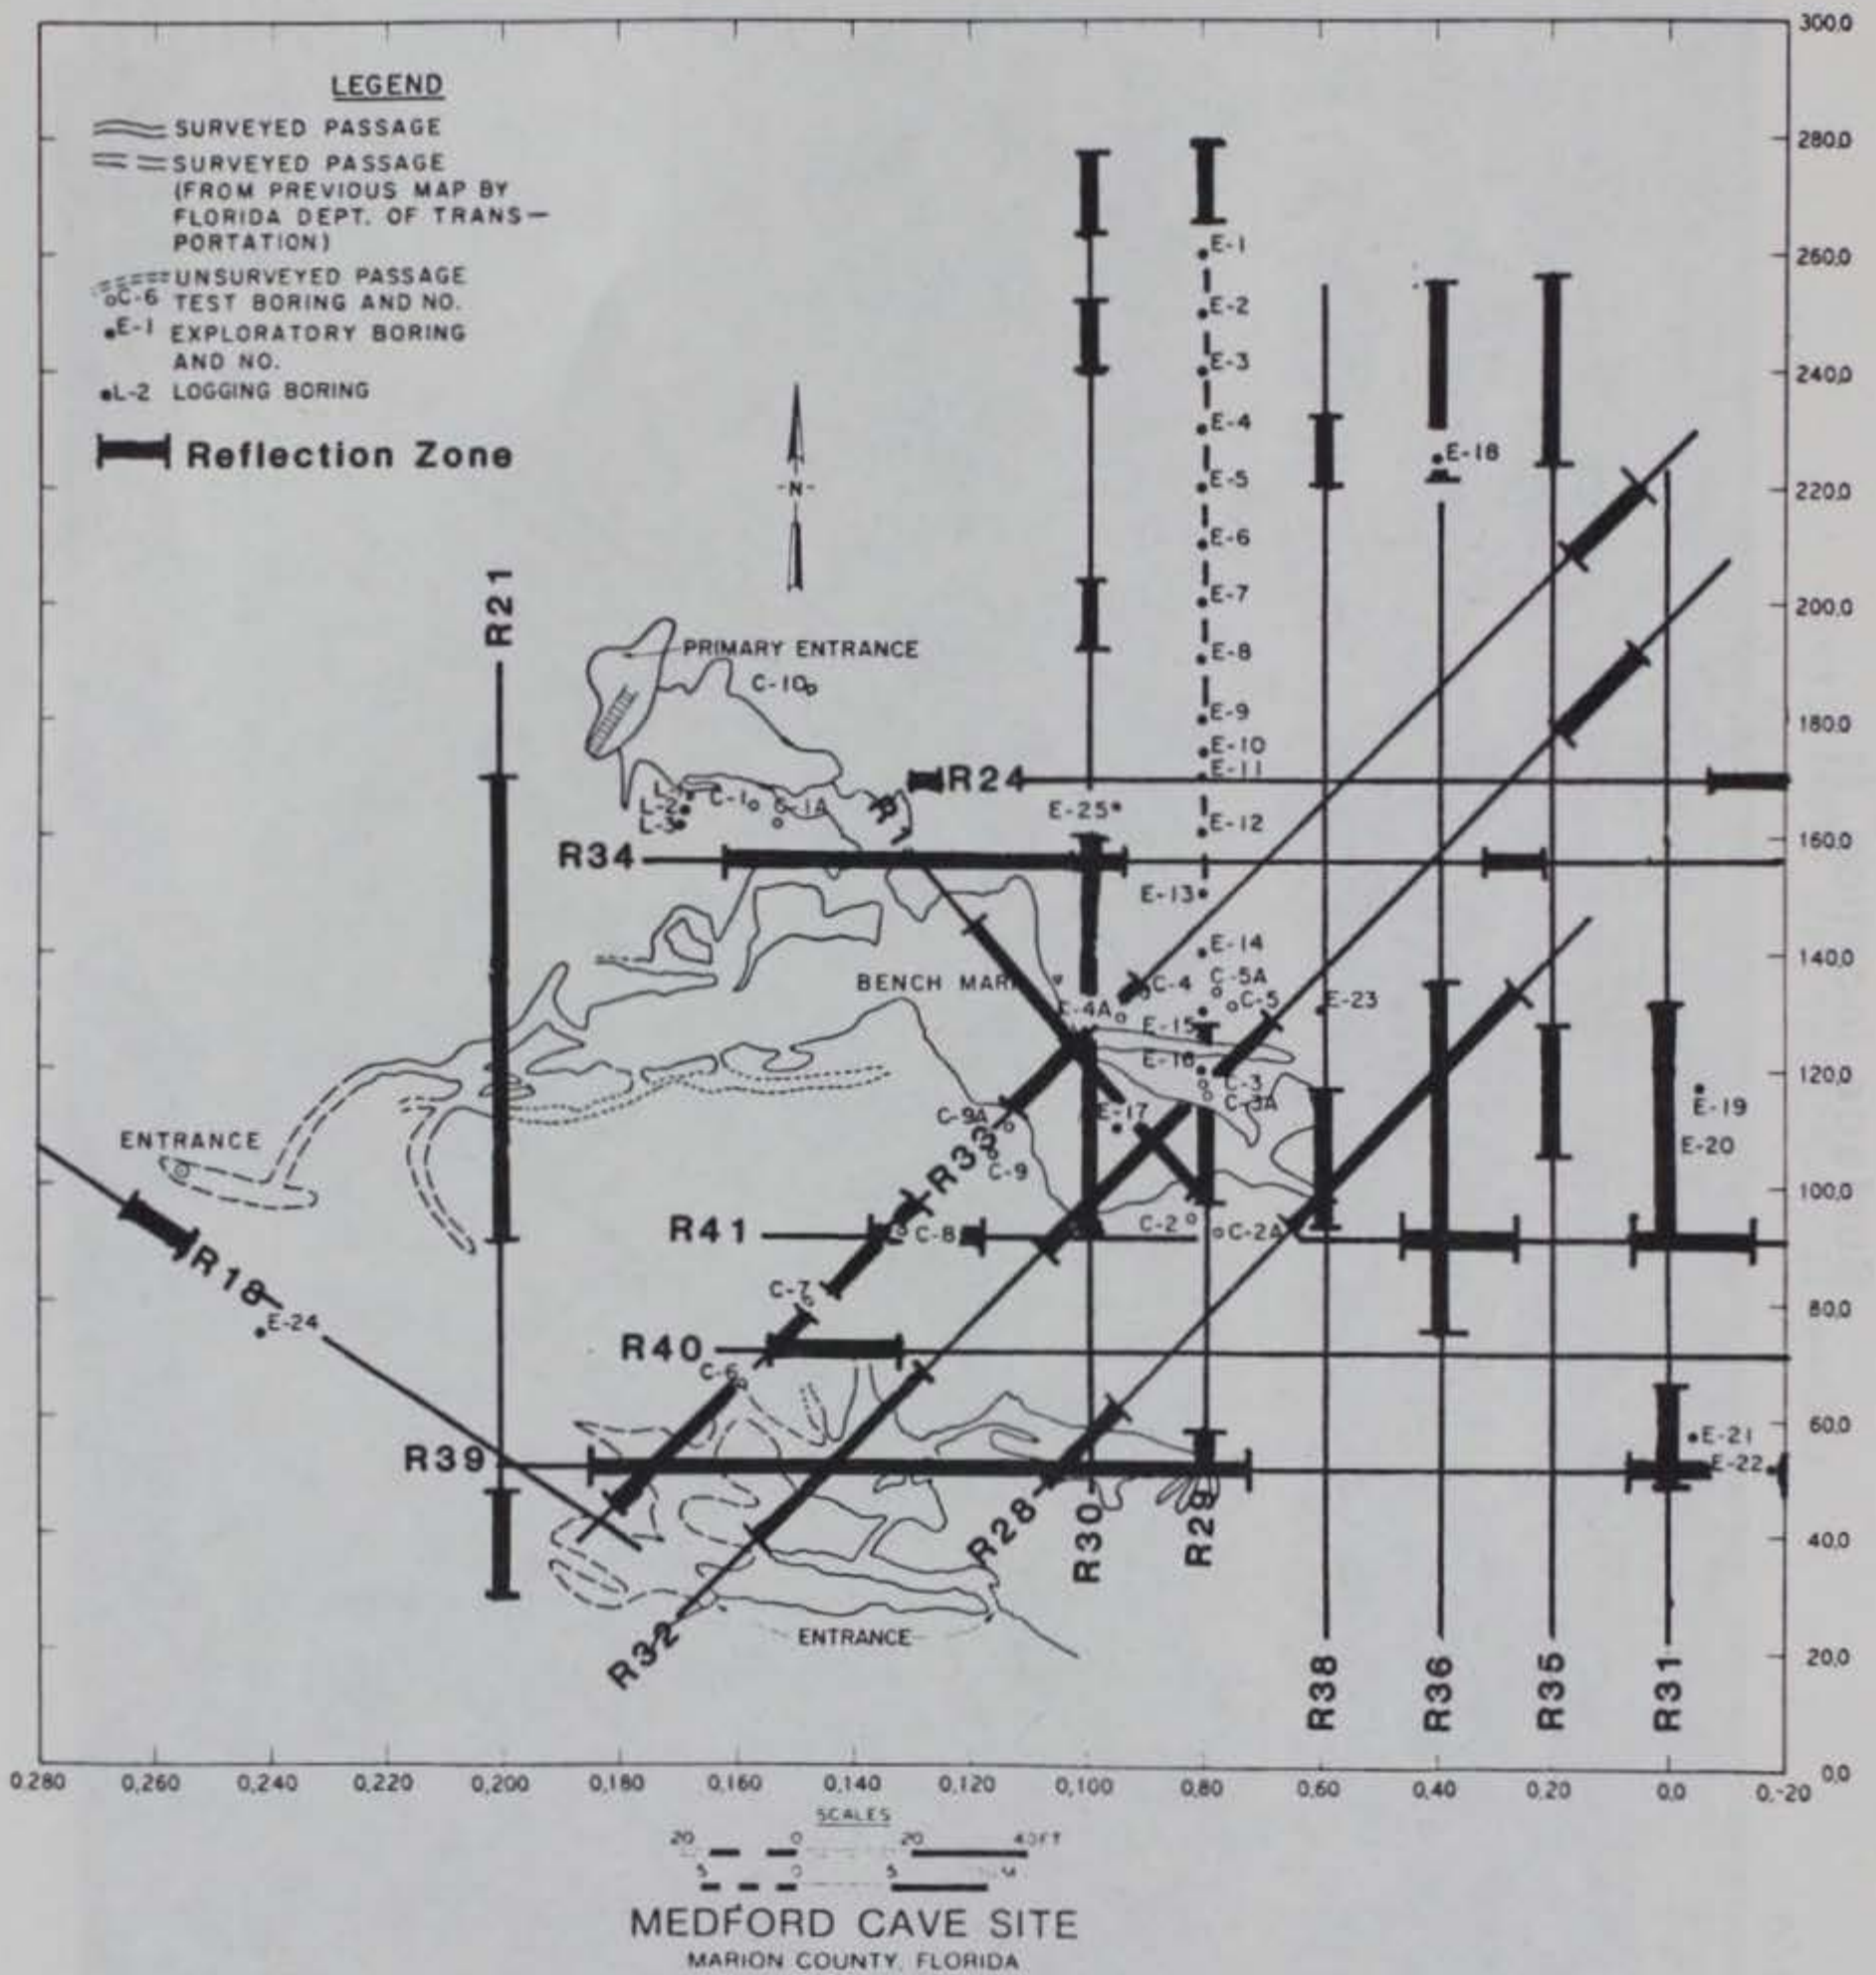 300,0
LEGEND
SURVEYED PASSAGE
SURVEYED PASSAGE
(FROM PREVIOUS MAP BY
FLORIDA DEPT. OF TRANS-
PORTATION)
UNSURVEYED PASSAGE
C-6 TEST BORING AND NO.
E-1 EXPLORATORY BORING
AND NO.
L-2 LOGGING BORING
Reflection Zone
280,0
E-1
260,0
E-2
E-3
240,0
E-4
E-18
-N-
E-5
220,0
E-6
R21
E-7
200,0
PRIMARY ENTRANCE
E-8
C-10
E-9
180,0
E-10
E-11
R24
L-2
L-3
C-1
C-1A
R1
E-25
E-12
160,0
R34
E-13
E-14
140,0
BENCH MARK
C-4
C-5A
C-5
E-23
E-15
E-16
120,0
C-3
C-3A
C-9A
E-17
E-19
ENTRANCE
E-20
R33
C-9
100,0
R41
C-8
C-2
C-2A
R18
C-7
80,0
E-24
R40
C-6
60,0
R39
E-21
E-22
R28
R30
R29
40,0
R32
ENTRANCE
20,0
R38
R36
R35
R31
0,0
0.280
0,260
0,240
0,220
0,200
0,180
0,160
0,140
0,120
0,100
0,80
0,60
0,40
0,20
0,0
0,-20
SCALES
20 0 20 40FT
5 0 5
MEDFORD CAVE SITE
MARION COUNTY, FLORIDA